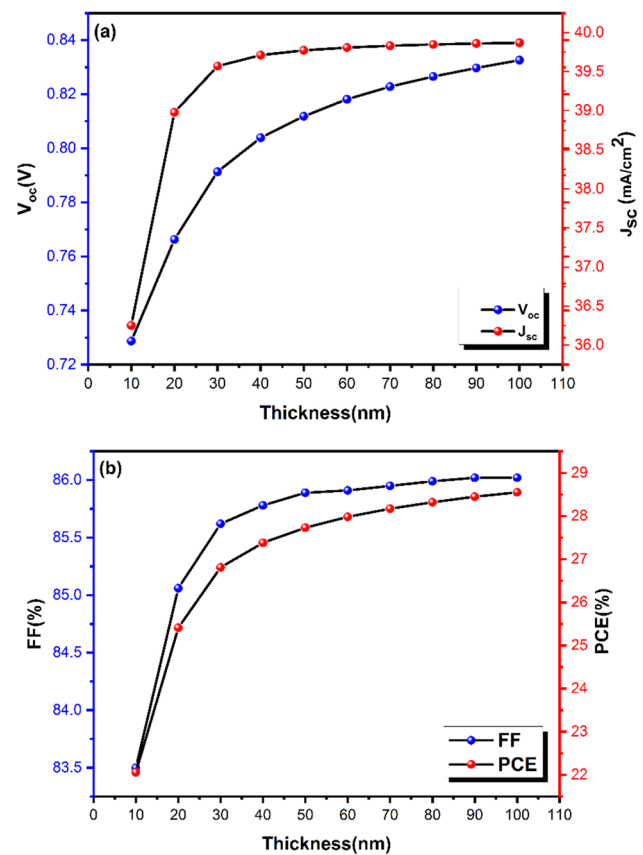 (a)
V_oc(V)
0.84
0.82
0.80
0.78
0.76
0.74
0.72
J_SC (mA/cm²)
40.0
39.5
39.0
38.5
38.0
37.5
37.0
36.5
36.0
V_oc
J_sc
0 10 20 30 40 50 60 70 80 90 100 110
Thickness(nm)
(b)
FF(%)
86.0
85.5
85.0
84.5
84.0
83.5
PCE(%)
29
28
27
26
25
24
23
22
FF
PCE
0 10 20 30 40 50 60 70 80 90 100 110
Thickness(nm)